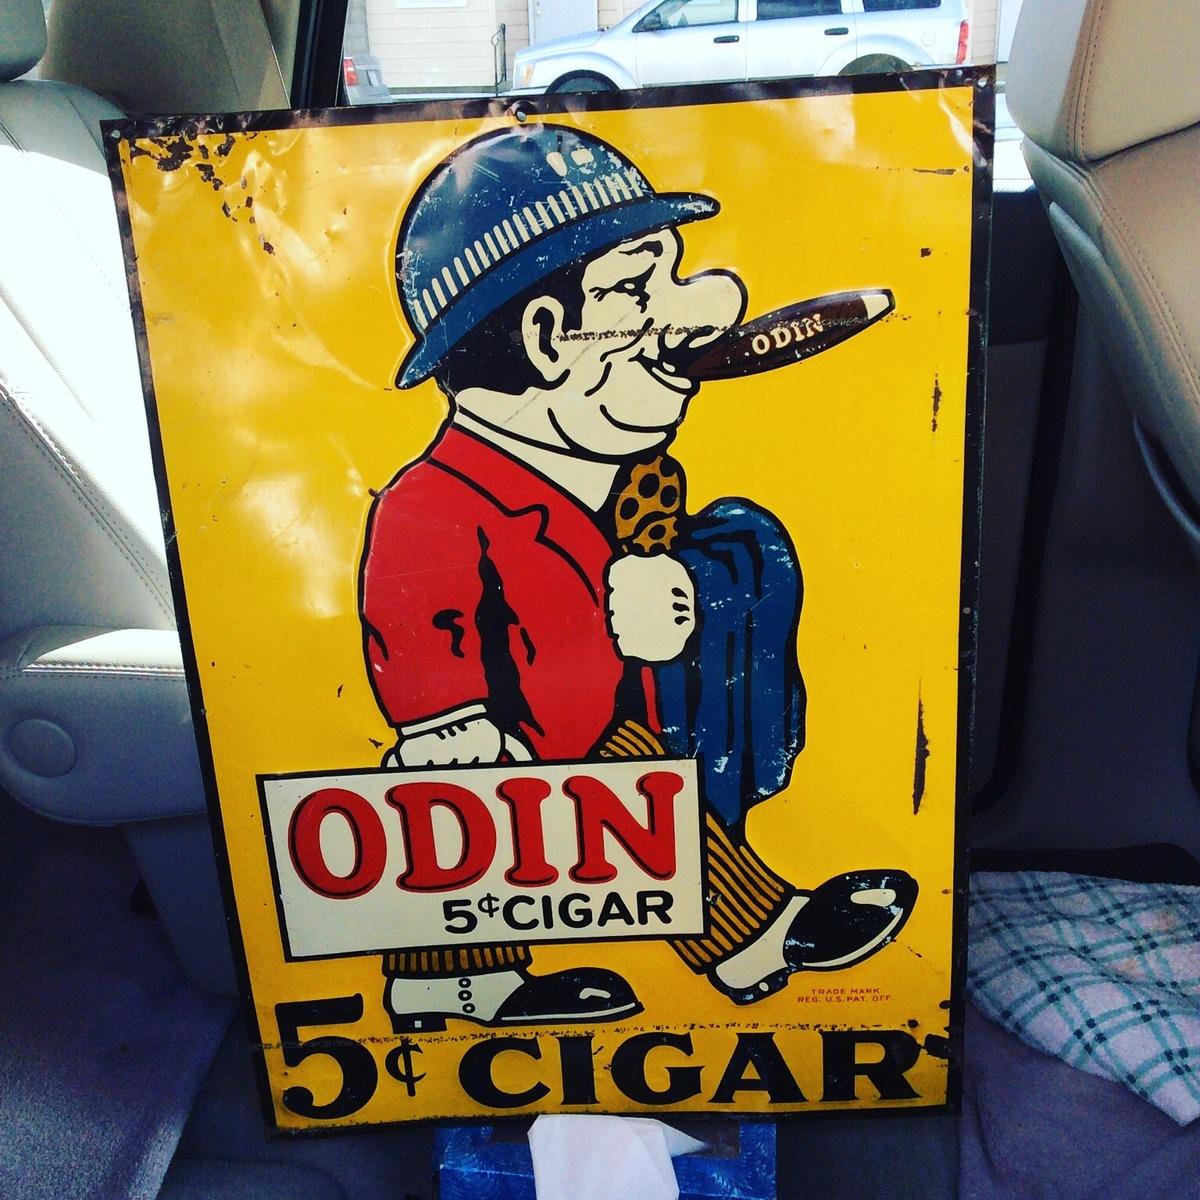 ODIN
ODIN
5¢ CIGAR
TRADE MARK
REG. U.S. PAT. OFF.
5¢ CIGAR